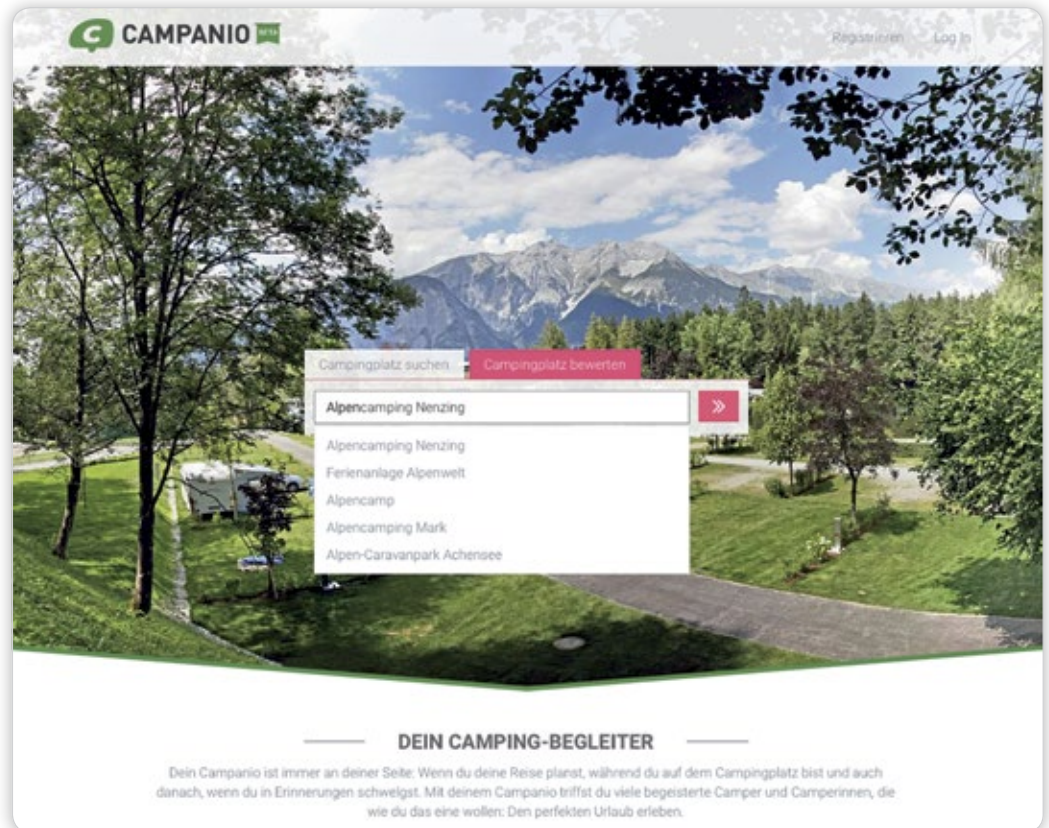 CAMPANIO BETA
Registrieren Log In
Campingplatz suchen Campingplatz bewerten
Alpencamping Nenzing
Alpencamping Nenzing
Ferienanlage Alpenwelt
Alpencamp
Alpencamping Mark
Alpen-Caravanpark Achensee
DEIN CAMPING-BEGLEITER
Dein Campanio ist immer an deiner Seite: Wenn du deine Reise planst, während du auf dem Campingplatz bist und auch
danach, wenn du in Erinnerungen schwelgst. Mit deinem Campanio triffst du viele begeisterte Camper und Camperinnen, die
wie du das eine wollen: Den perfekten Urlaub erleben.